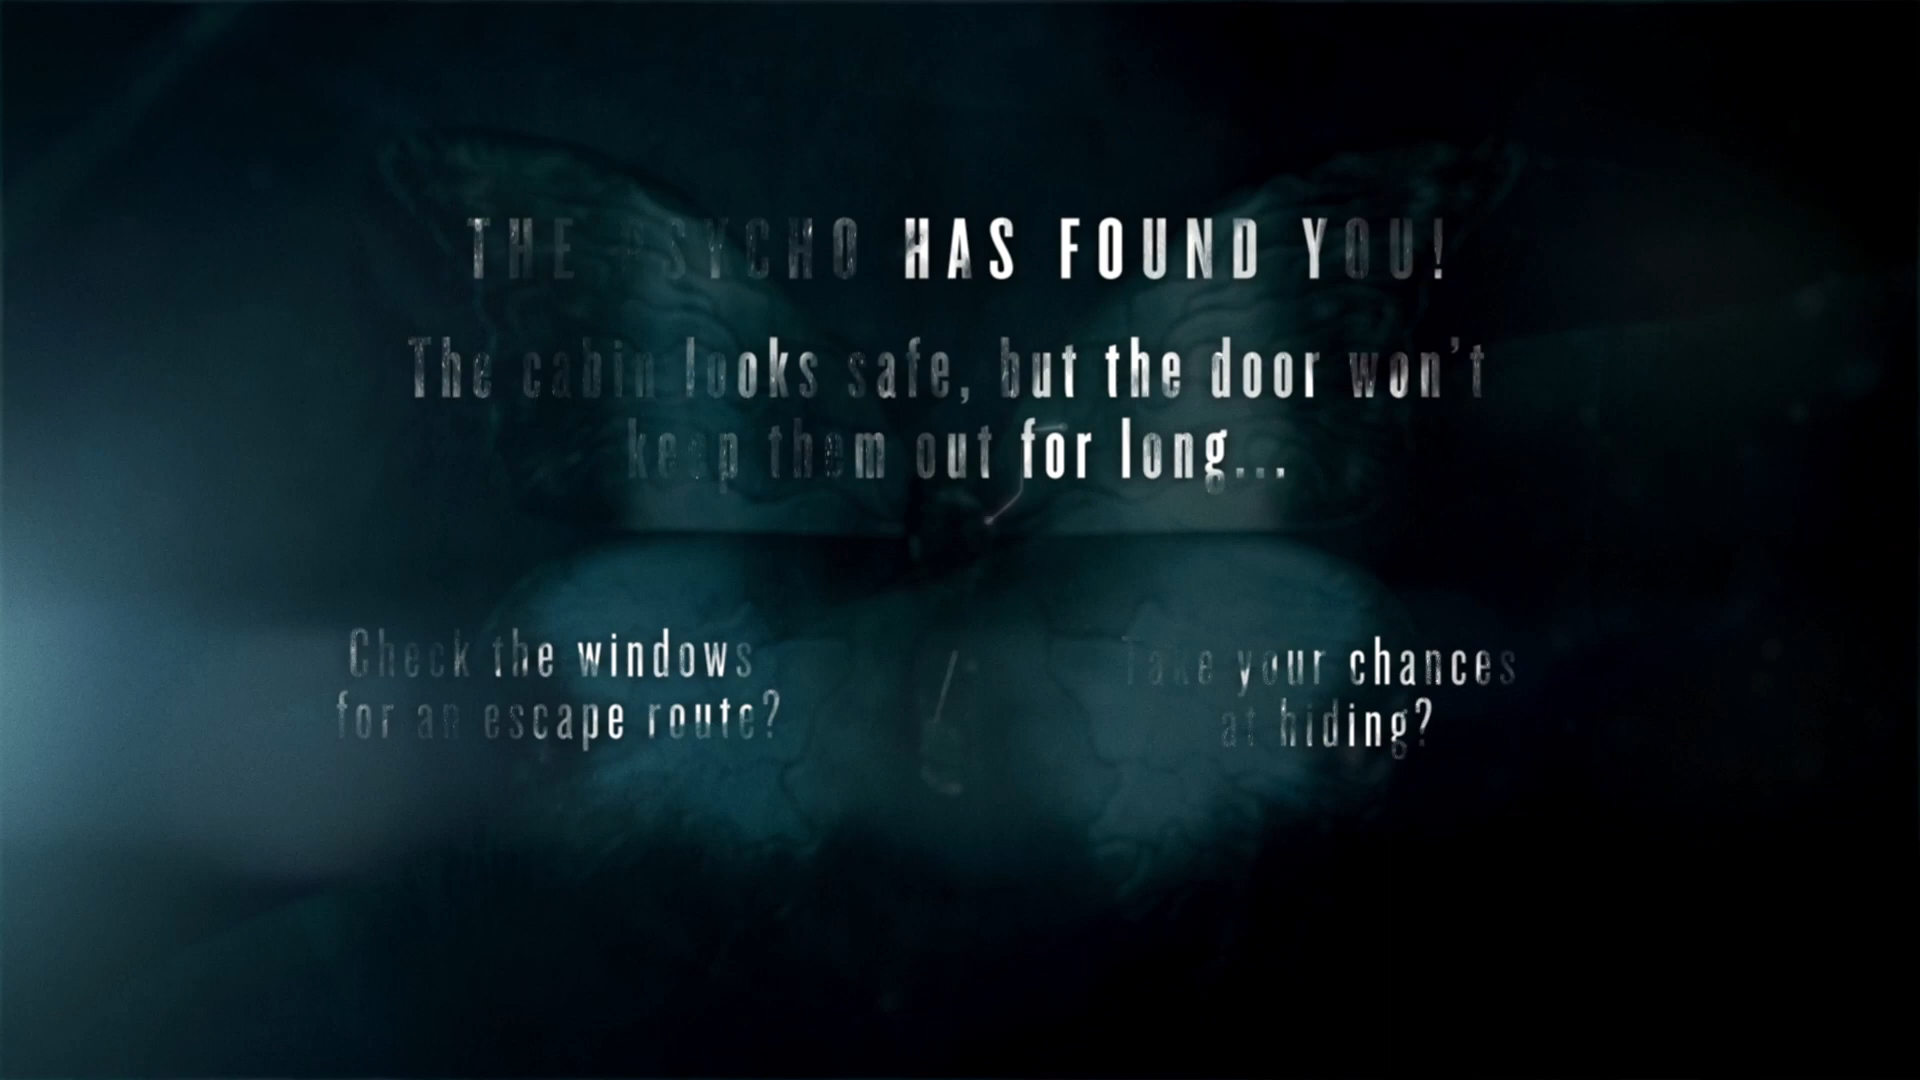 THE PSYCHO HAS FOUND YOU!
The cabin looks safe, but the door won't
keep them out for long...
Check the windows
for an escape route?
Take your chances
at hiding?